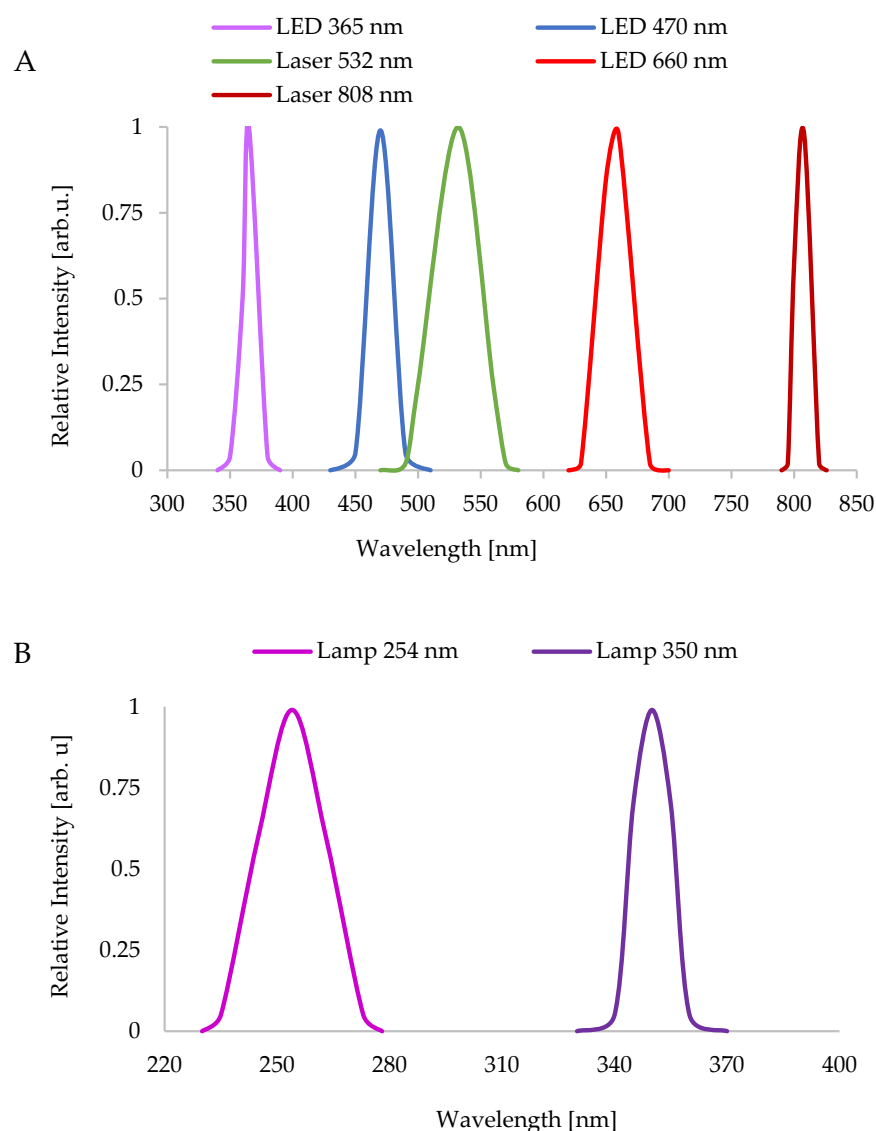 A
LED 365 nm LED 470 nm
Laser 532 nm LED 660 nm
Laser 808 nm
Relative Intensity [arb.u.]
1
0.75
0.5
0.25
0
300 350 400 450 500 550 600 650 700 750 800 850
Wavelength [nm]
B
Lamp 254 nm Lamp 350 nm
Relative Intensity [arb. u]
1
0.75
0.5
0.25
0
220 250 280 310 340 370 400
Wavelength [nm]